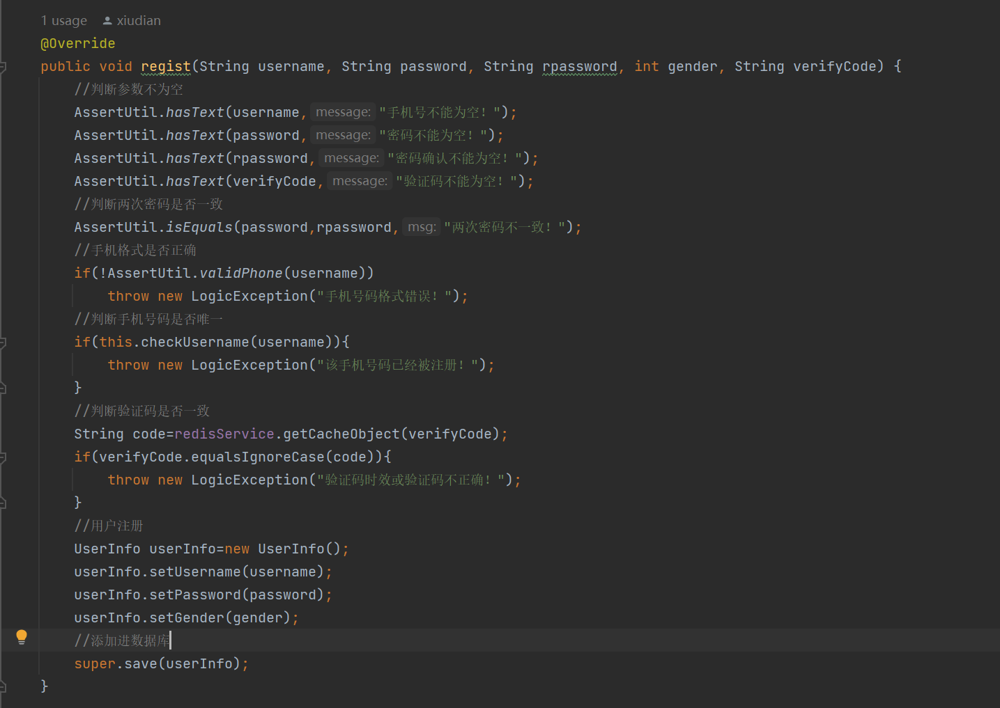 1 usage xiudian
@Override
public void regist(String username, String password, String rpassword, int gender, String verifyCode) {
//判断参数不为空
AssertUtil.hasText(username, message: "手机号不能为空！");
AssertUtil.hasText(password, message: "密码不能为空！");
AssertUtil.hasText(rpassword, message: "密码确认不能为空！");
AssertUtil.hasText(verifyCode, message: "验证码不能为空！");
//判断两次密码是否一致
AssertUtil.isEquals(password,rpassword, msg: "两次密码不一致！");
//手机格式是否正确
if(!AssertUtil.validPhone(username))
throw new LogicException("手机号码格式错误！");
//判断手机号码是否唯一
if(this.checkUsername(username)){
throw new LogicException("该手机号码已经被注册！");
}
//判断验证码是否一致
String code=redisService.getCacheObject(verifyCode);
if(verifyCode.equalsIgnoreCase(code)){
throw new LogicException("验证码时效或验证码不正确！");
}
//用户注册
UserInfo userInfo=new UserInfo();
userInfo.setUsername(username);
userInfo.setPassword(password);
userInfo.setGender(gender);
//添加进数据库
super.save(userInfo);
}